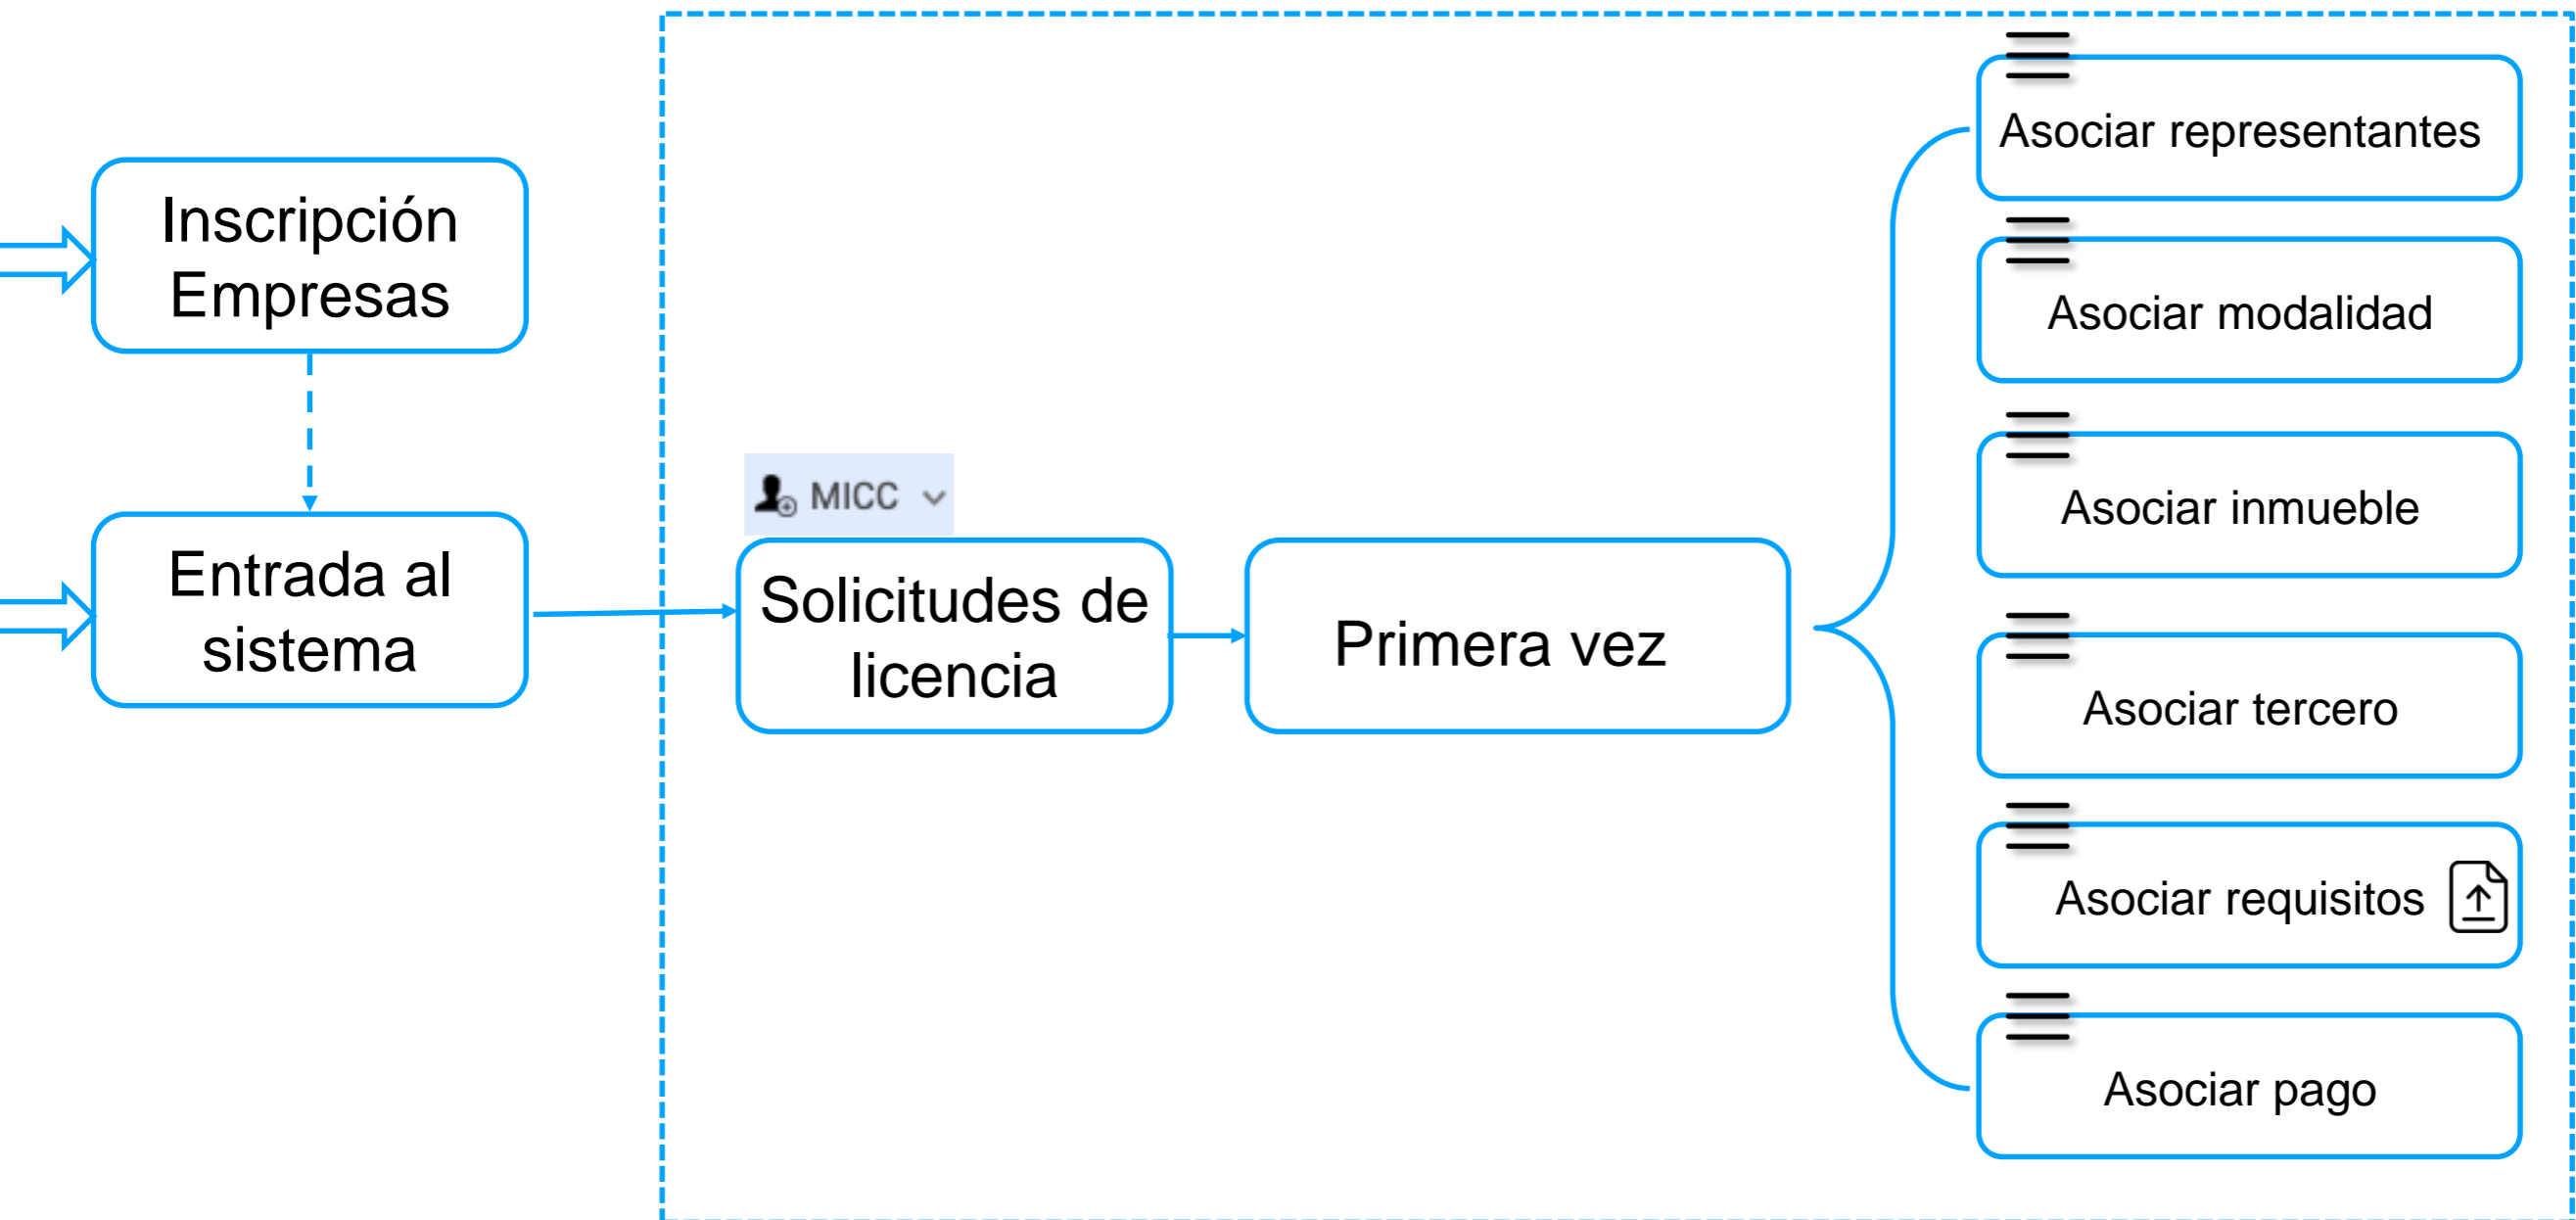 Inscripción
Empresas
Entrada al
sistema
MICC
Solicitudes de
licencia
Primera vez
Asociar representantes
Asociar modalidad
Asociar inmueble
Asociar tercero
Asociar requisitos
Asociar pago